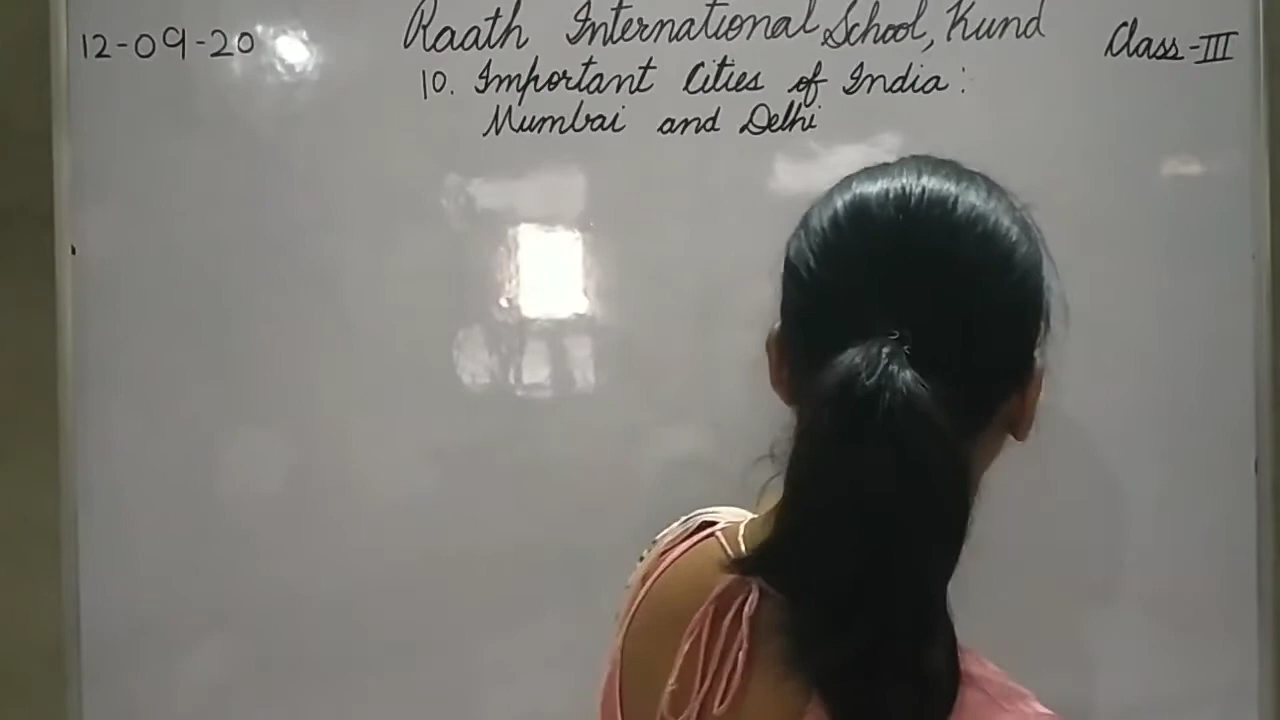 12-09-20 Raath International School, Kund Class-III
10. Important Cities of India:
Mumbai and Delhi